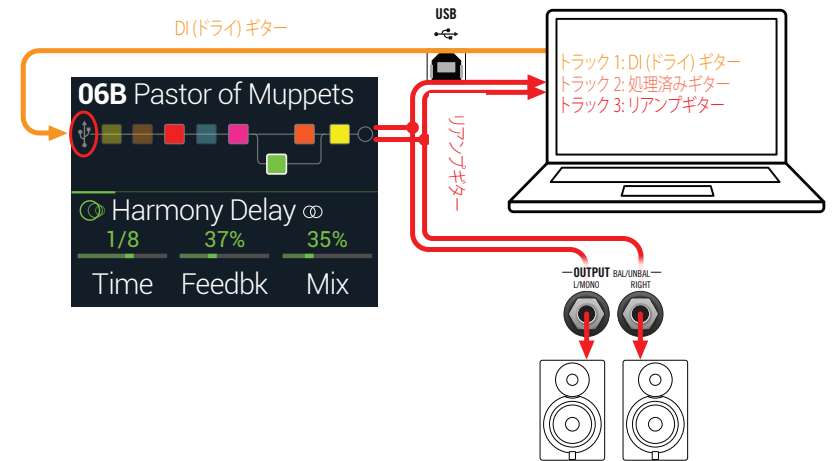 DI (ドライ) ギター
USB
トラック 1: DI (ドライ) ギター
トラック 2: 処理済みギター
トラック 3: リアンプギター
06B Pastor of Muppets
リアンプギター
Harmony Delay
1/8 37% 35%
Time Feedbk Mix
OUTPUT BAL/UNBAL
L/MONO RIGHT